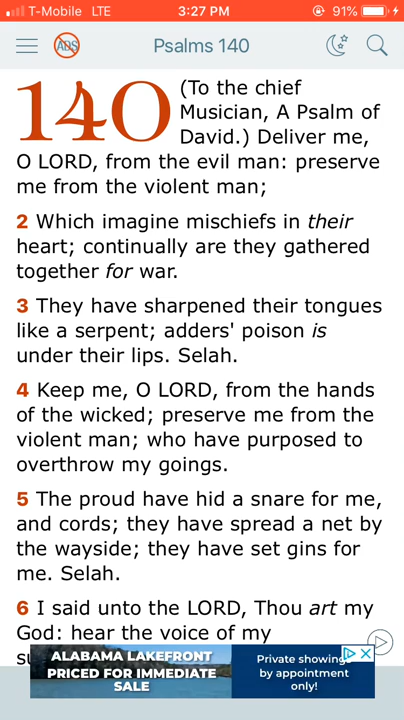 T-Mobile LTE 3:27 PM 91%
ADS Psalms 140
140 (To the chief
Musician, A Psalm of
David.) Deliver me,
O LORD, from the evil man: preserve
me from the violent man;
2 Which imagine mischiefs in their
heart; continually are they gathered
together for war.
3 They have sharpened their tongues
like a serpent; adders' poison is
under their lips. Selah.
4 Keep me, O LORD, from the hands
of the wicked; preserve me from the
violent man; who have purposed to
overthrow my goings.
5 The proud have hid a snare for me,
and cords; they have spread a net by
the wayside; they have set gins for
me. Selah.
6 I said unto the LORD, Thou art my
God: hear the voice of my
ALABAMA LAKEFRONT
PRICED FOR IMMEDIATE
SALE
Private showings
by appointment
only!